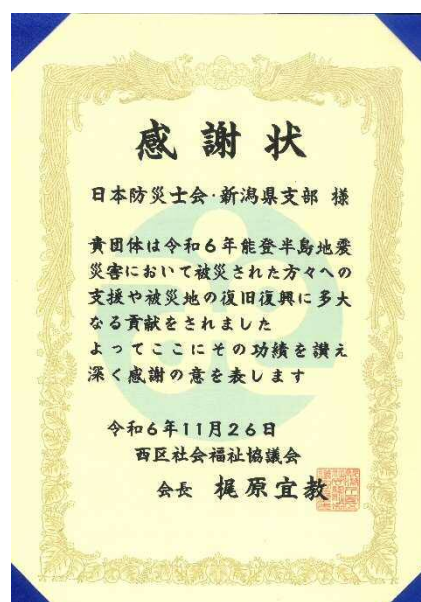 感謝状
日本防災士会・新潟県支部 様
貴団体は令和6年能登半島地震
災害において被災された方々への
支援や被災地の復旧復興に多大
なる貢献をされました
よってここにその功績を讃え
深く感謝の意を表します
令和6年11月26日
西区社会福祉協議会
会長 梶原宜教